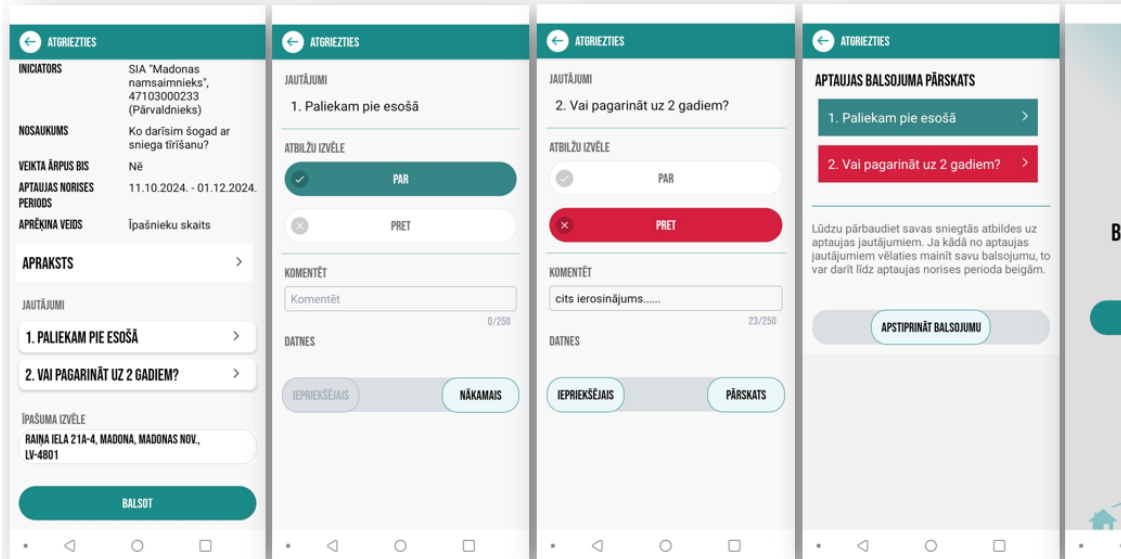 ATGRIEZTIES
INICIATORS
SIA "Madonas
namsaimnieks",
47103000233
(Pārvaldnieks)
NOSAUKUMS
Ko darīsim šogad ar
sniega tīrīšanu?
VEIKTA ĀRPUS BIS
Nē
APTAUJAS NORISES
PERIODS
11.10.2024. - 01.12.2024.
APRĒĶINA VEIDS
Īpašnieku skaits
APRAKSTS
JAUTĀJUMI
1. PALIEKAM PIE ESOŠĀ
2. VAI PAGARINĀT UZ 2 GADIEM?
ĪPAŠUMA IZVĒLE
RAIŅA IELA 21A-4, MADONA, MADONAS NOV.,
LV-4801
BALSOT
ATGRIEZTIES
JAUTĀJUMI
1. Paliekam pie esošā
ATBILŽU IZVĒLE
PAR
PRET
KOMENTĒT
Komentēt
0/250
DATNES
IEPRIEKŠĒJAIS
NĀKAMAIS
ATGRIEZTIES
JAUTĀJUMI
2. Vai pagarināt uz 2 gadiem?
ATBILŽU IZVĒLE
PAR
PRET
KOMENTĒT
cits ierosinājums......
23/250
DATNES
IEPRIEKŠĒJAIS
PĀRSKATS
ATGRIEZTIES
APTAUJAS BALSOJUMA PĀRSKATS
1. Paliekam pie esošā
2. Vai pagarināt uz 2 gadiem?
Lūdzu pārbaudiet savas sniegtās atbildes uz
aptaujas jautājumiem. Ja kādā no aptaujas
jautājumiem vēlaties mainīt savu balsojumu, to
var darīt līdz aptaujas norises perioda beigām.
APSTIPRINĀT BALSOJUMU
B